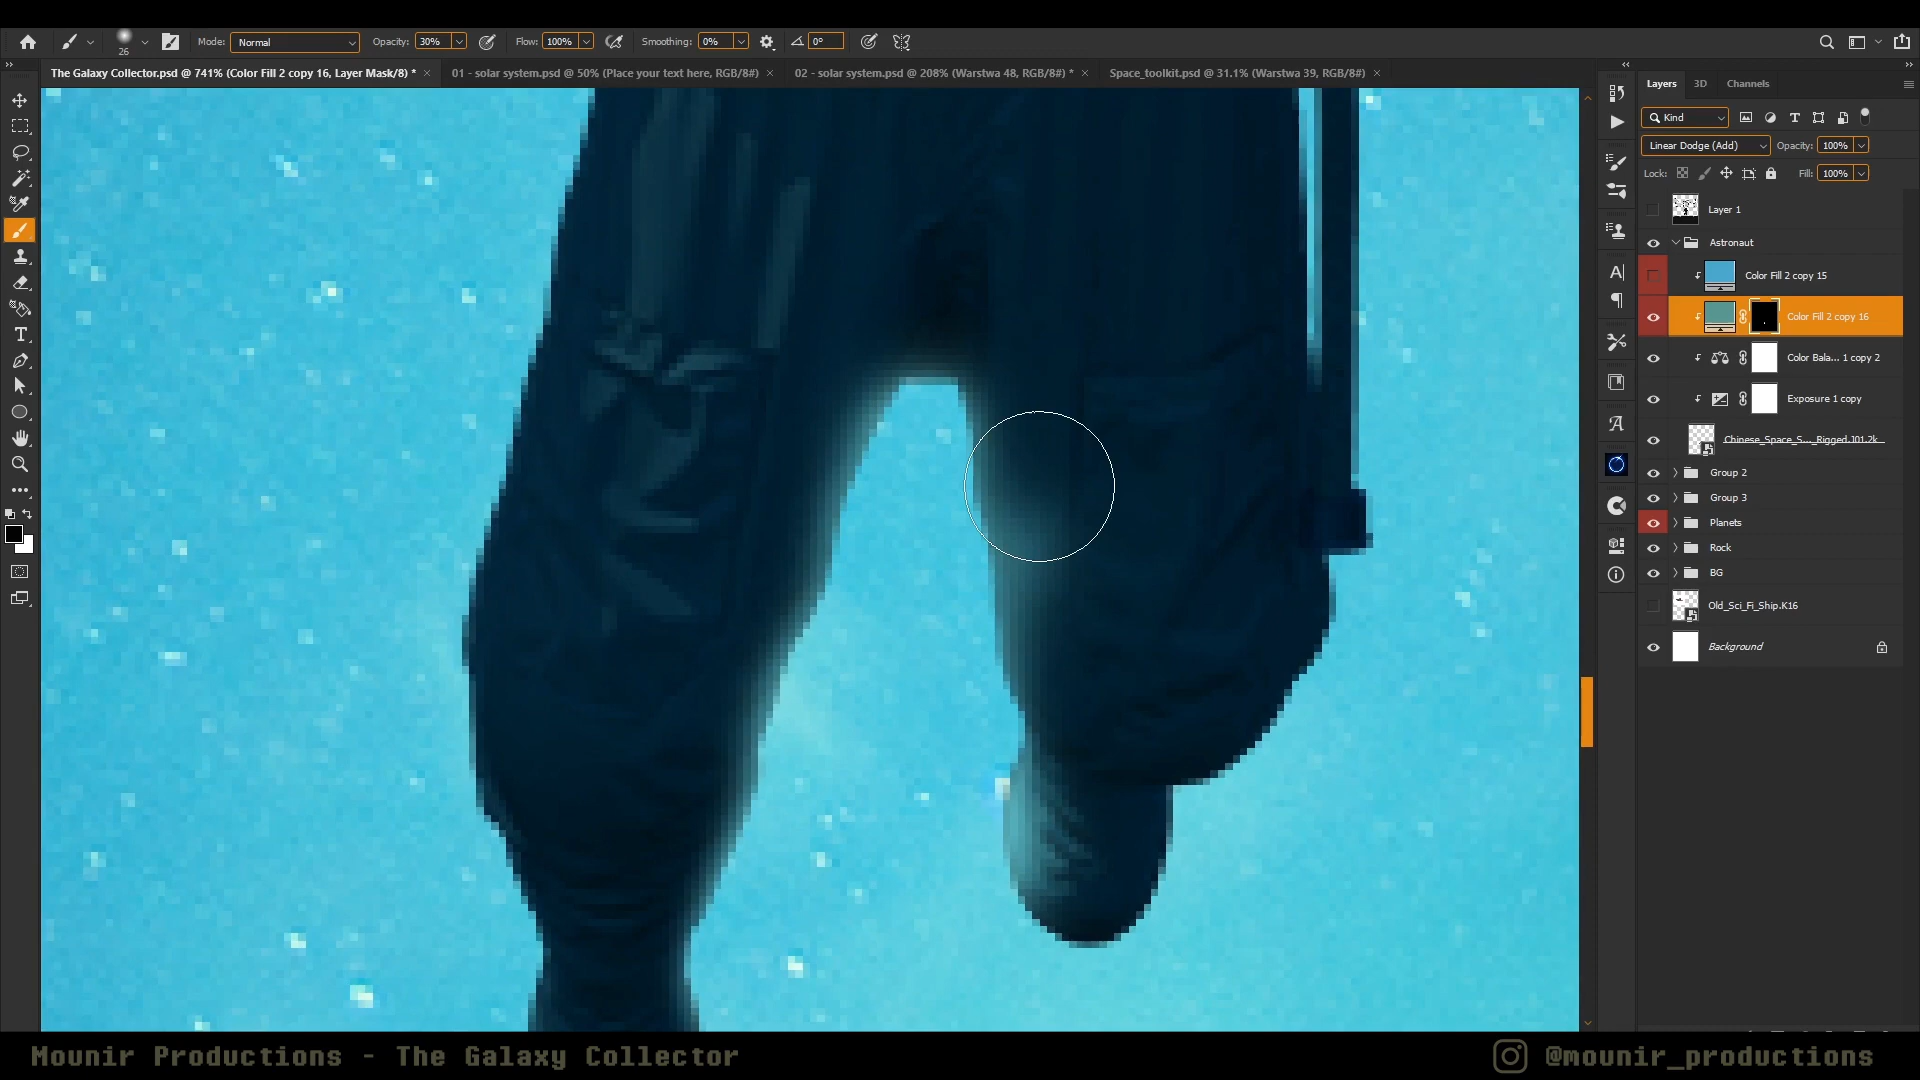 26
Mode: Normal
Opacity: 30%
Flow: 100%
Smoothing: 0%
0°
The Galaxy Collector.psd @ 741% (Color Fill 2 copy 16, Layer Mask/8) * ×
01 - solar system.psd @ 50% (Place your text here, RGB/8#) ×
02 - solar system.psd @ 208% (Warstwa 48, RGB/8#) * ×
Space_toolkit.psd @ 31.1% (Warstwa 39, RGB/8#) ×
Layers 3D Channels
Kind
Linear Dodge (Add) Opacity: 100%
Lock: Fill: 100%
Layer 1
Astronaut
Color Fill 2 copy 15
Color Fill 2 copy 16
Color Bala... 1 copy 2
Exposure 1 copy
Chinese_Space_S..._Rigged.J01.2k
Group 2
Group 3
Planets
Rock
BG
Old_Sci_Fi_Ship.K16
Background
Mounir Productions - The Galaxy Collector
@mounir_productions